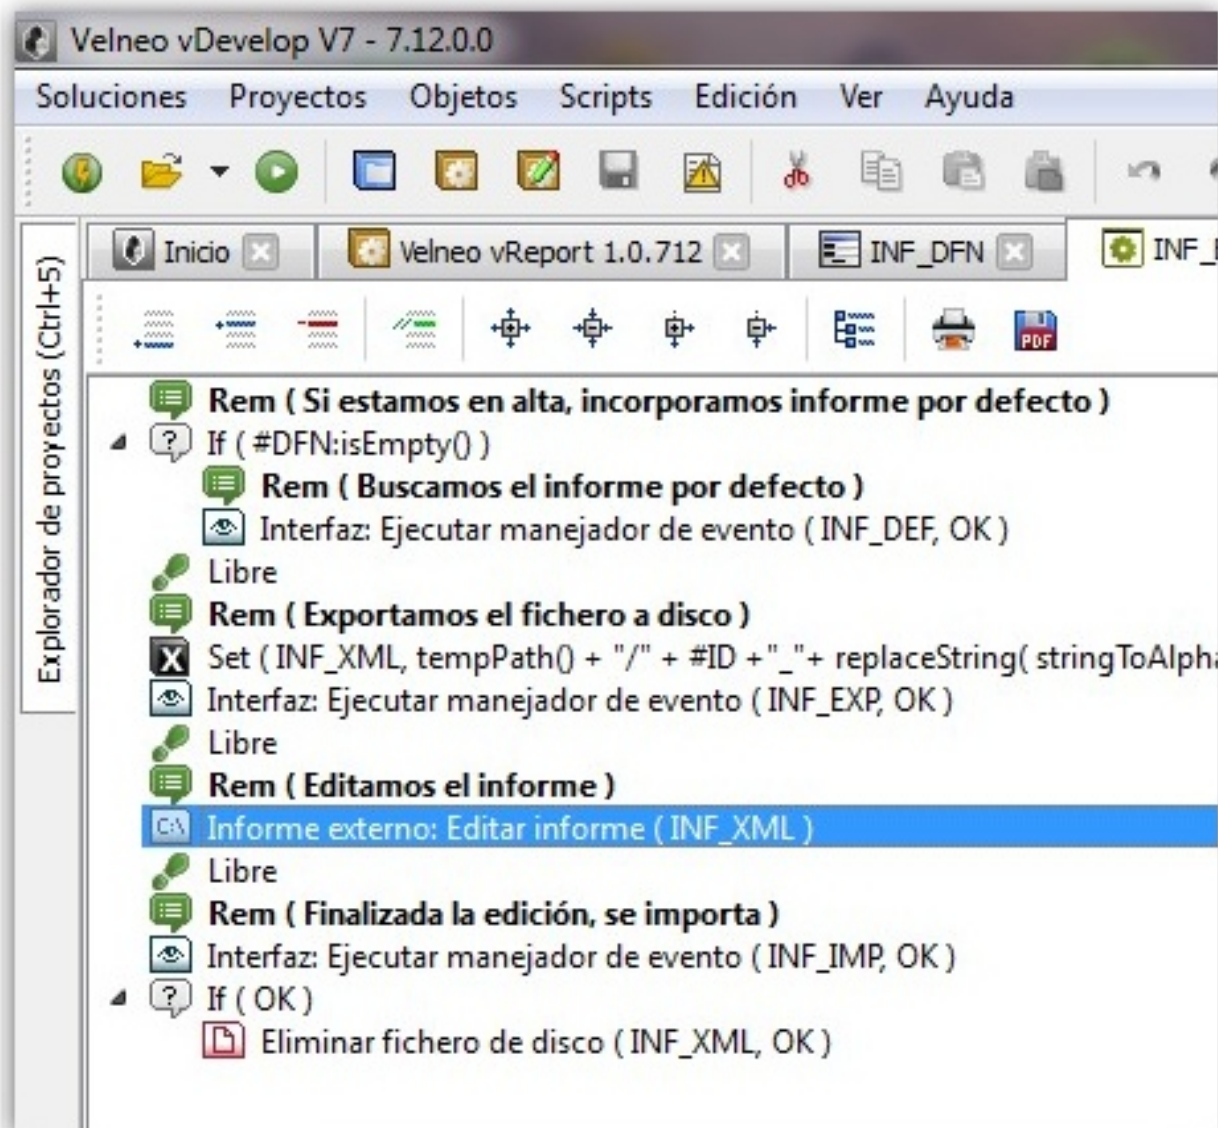 Velneo vDevelop V7 - 7.12.0.0
Soluciones Proyectos Objetos Scripts Edición Ver Ayuda
Inicio Velneo vReport 1.0.712 INF_DFN INF_
Explorador de proyectos (Ctrl+5)
PDF
Rem ( Si estamos en alta, incorporamos informe por defecto )
If ( #DFN:isEmpty() )
Rem ( Buscamos el informe por defecto )
Interfaz: Ejecutar manejador de evento ( INF_DEF, OK )
Libre
Rem ( Exportamos el fichero a disco )
Set ( INF_XML, tempPath() + "/" + #ID +"_"+ replaceString( stringToAlpha
Interfaz: Ejecutar manejador de evento ( INF_EXP, OK )
Libre
Rem ( Editamos el informe )
C:\ Informe externo: Editar informe ( INF_XML )
Libre
Rem ( Finalizada la edición, se importa )
Interfaz: Ejecutar manejador de evento ( INF_IMP, OK )
If ( OK )
Eliminar fichero de disco ( INF_XML, OK )